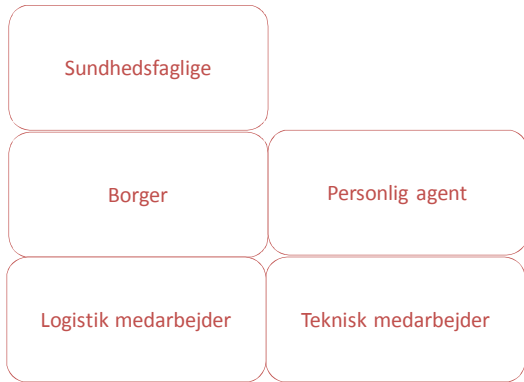 Sundhedsfaglige
Borger
Personlig agent
Logistik medarbejder
Teknisk medarbejder